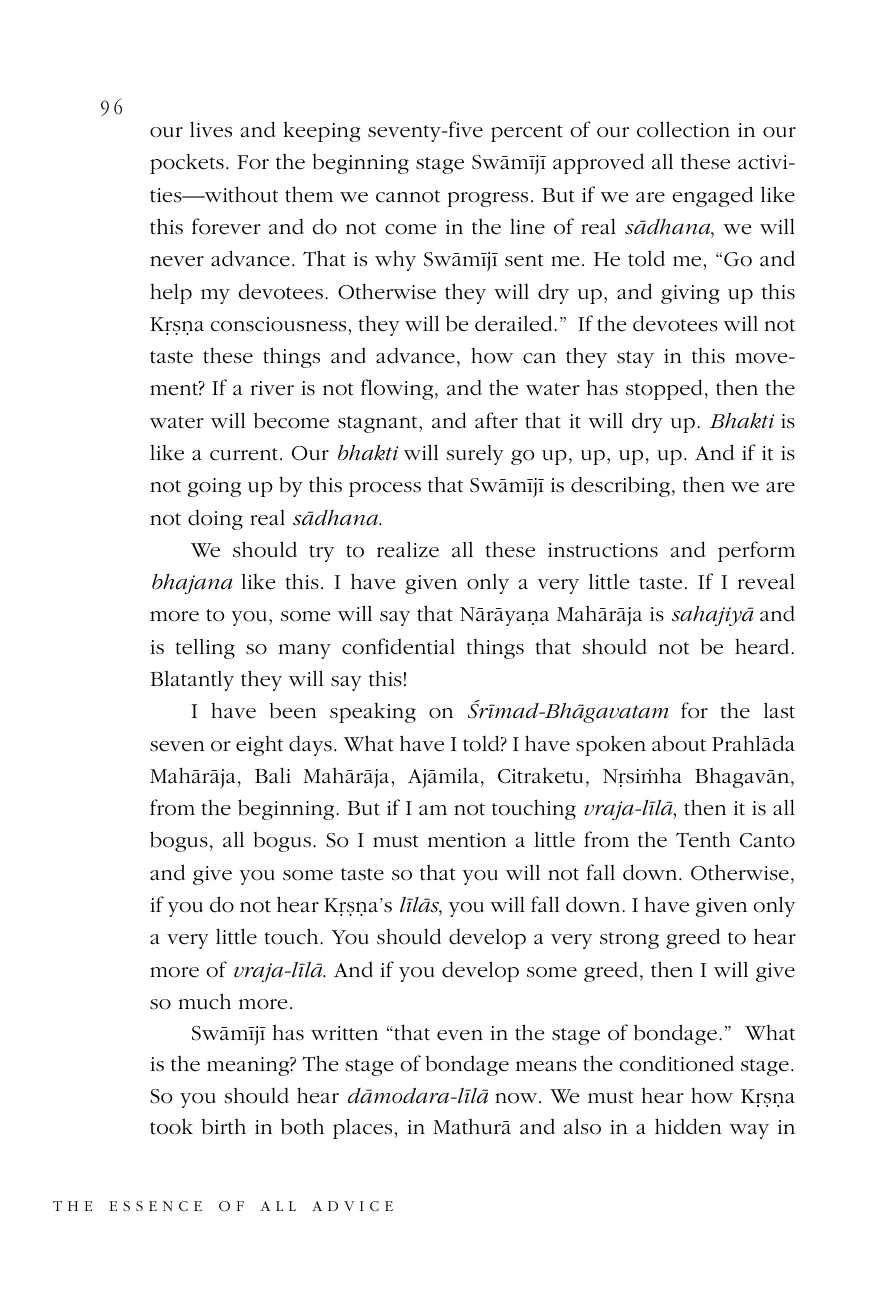 96
our lives and keeping seventy-five percent of our collection in our
pockets. For the beginning stage Swāmījī approved all these activi-
ties—without them we cannot progress. But if we are engaged like
this forever and do not come in the line of real sādhana, we will
never advance. That is why Swāmījī sent me. He told me, “Go and
help my devotees. Otherwise they will dry up, and giving up this
Kṛṣṇa consciousness, they will be derailed.”  If the devotees will not
taste these things and advance, how can they stay in this move-
ment? If a river is not flowing, and the water has stopped, then the
water will become stagnant, and after that it will dry up. Bhakti is
like a current. Our bhakti will surely go up, up, up, up. And if it is
not going up by this process that Swāmījī is describing, then we are
not doing real sādhana.
We should try to realize all these instructions and perform
bhajana like this. I have given only a very little taste. If I reveal
more to you, some will say that Nārāyaṇa Mahārāja is sahajiyā and
is telling so many confidential things that should not be heard.
Blatantly they will say this!
I have been speaking on Śrīmad-Bhāgavatam for the last
seven or eight days. What have I told? I have spoken about Prahlāda
Mahārāja, Bali Mahārāja, Ajāmila, Citraketu, Nṛsiṁha Bhagavān,
from the beginning. But if I am not touching vraja-līlā, then it is all
bogus, all bogus. So I must mention a little from the Tenth Canto
and give you some taste so that you will not fall down. Otherwise,
if you do not hear Kṛṣṇa’s līlās, you will fall down. I have given only
a very little touch. You should develop a very strong greed to hear
more of vraja-līlā. And if you develop some greed, then I will give
so much more.
Swāmījī has written “that even in the stage of bondage.”  What
is the meaning? The stage of bondage means the conditioned stage.
So you should hear dāmodara-līlā now. We must hear how Kṛṣṇa
took birth in both places, in Mathurā and also in a hidden way in
THE ESSENCE OF ALL ADVICE